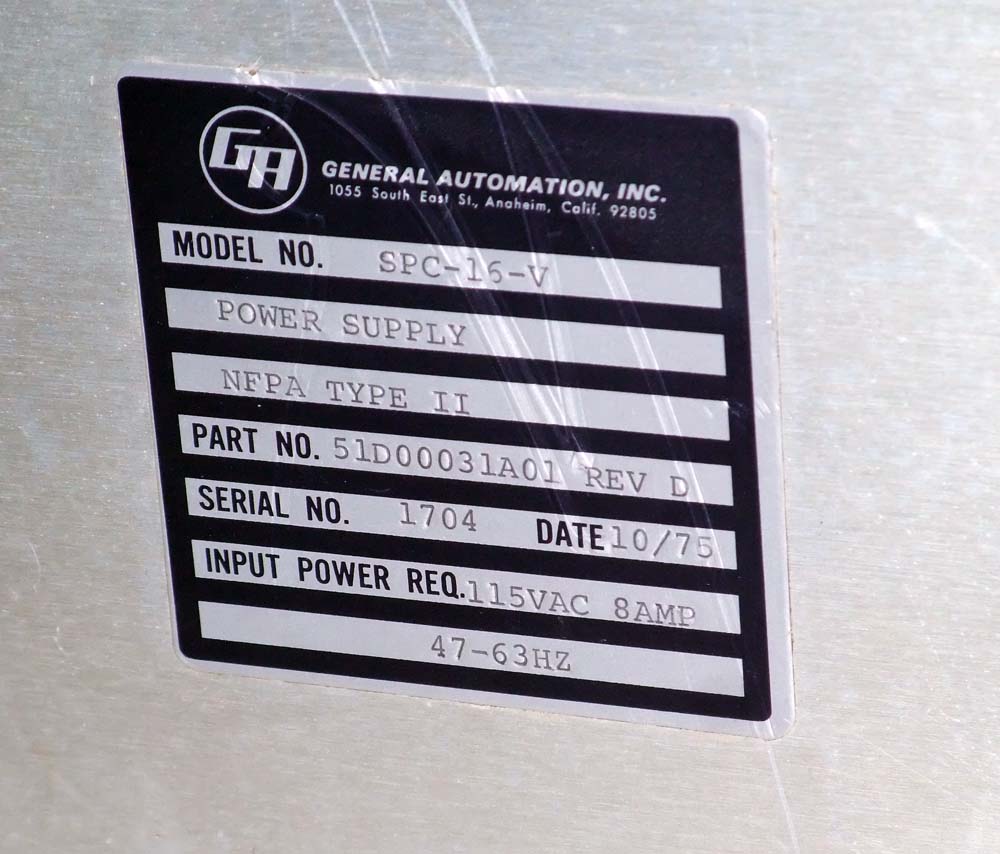 GA
GENERAL AUTOMATION, INC.
1055 South East St., Anaheim, Calif. 92805
MODEL NO. SPC-16-V
POWER SUPPLY
NFPA TYPE II
PART NO. 51D00031A01 REV D
SERIAL NO. 1704 DATE 10/75
INPUT POWER REQ. 115VAC 8AMP
47-63HZ